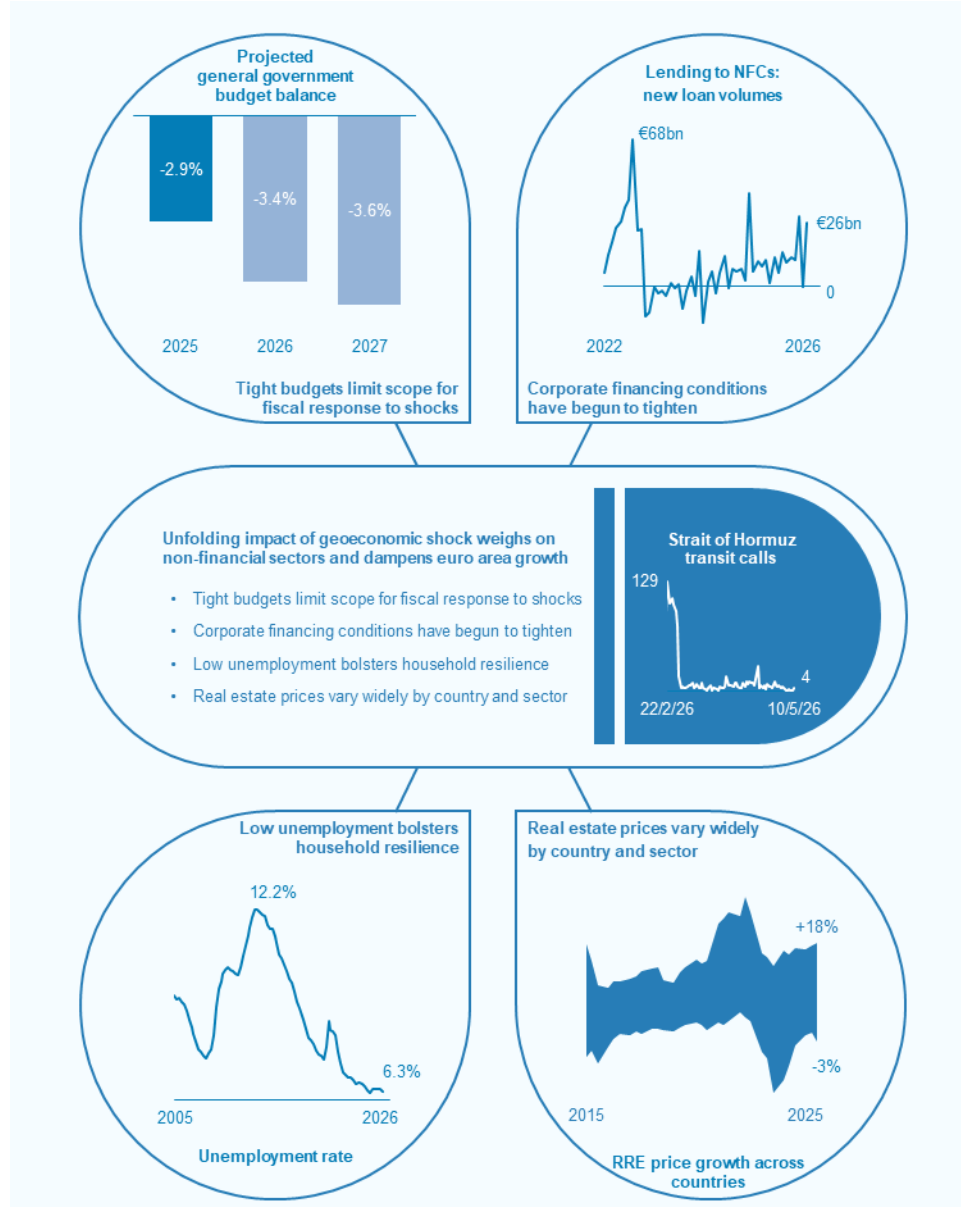 Projected
general government
budget balance
-2.9%
-3.4%
-3.6%
2025
2026
2027
Tight budgets limit scope for
fiscal response to shocks
Lending to NFCs:
new loan volumes
€68bn
€26bn
0
2022
2026
Corporate financing conditions
have begun to tighten
Unfolding impact of geoeconomic shock weighs on
non-financial sectors and dampens euro area growth
• Tight budgets limit scope for fiscal response to shocks
• Corporate financing conditions have begun to tighten
• Low unemployment bolsters household resilience
• Real estate prices vary widely by country and sector
Strait of Hormuz
transit calls
129
4
22/2/26
10/5/26
Low unemployment bolsters
household resilience
12.2%
6.3%
2005
2026
Unemployment rate
Real estate prices vary widely
by country and sector
+18%
-3%
2015
2025
RRE price growth across
countries